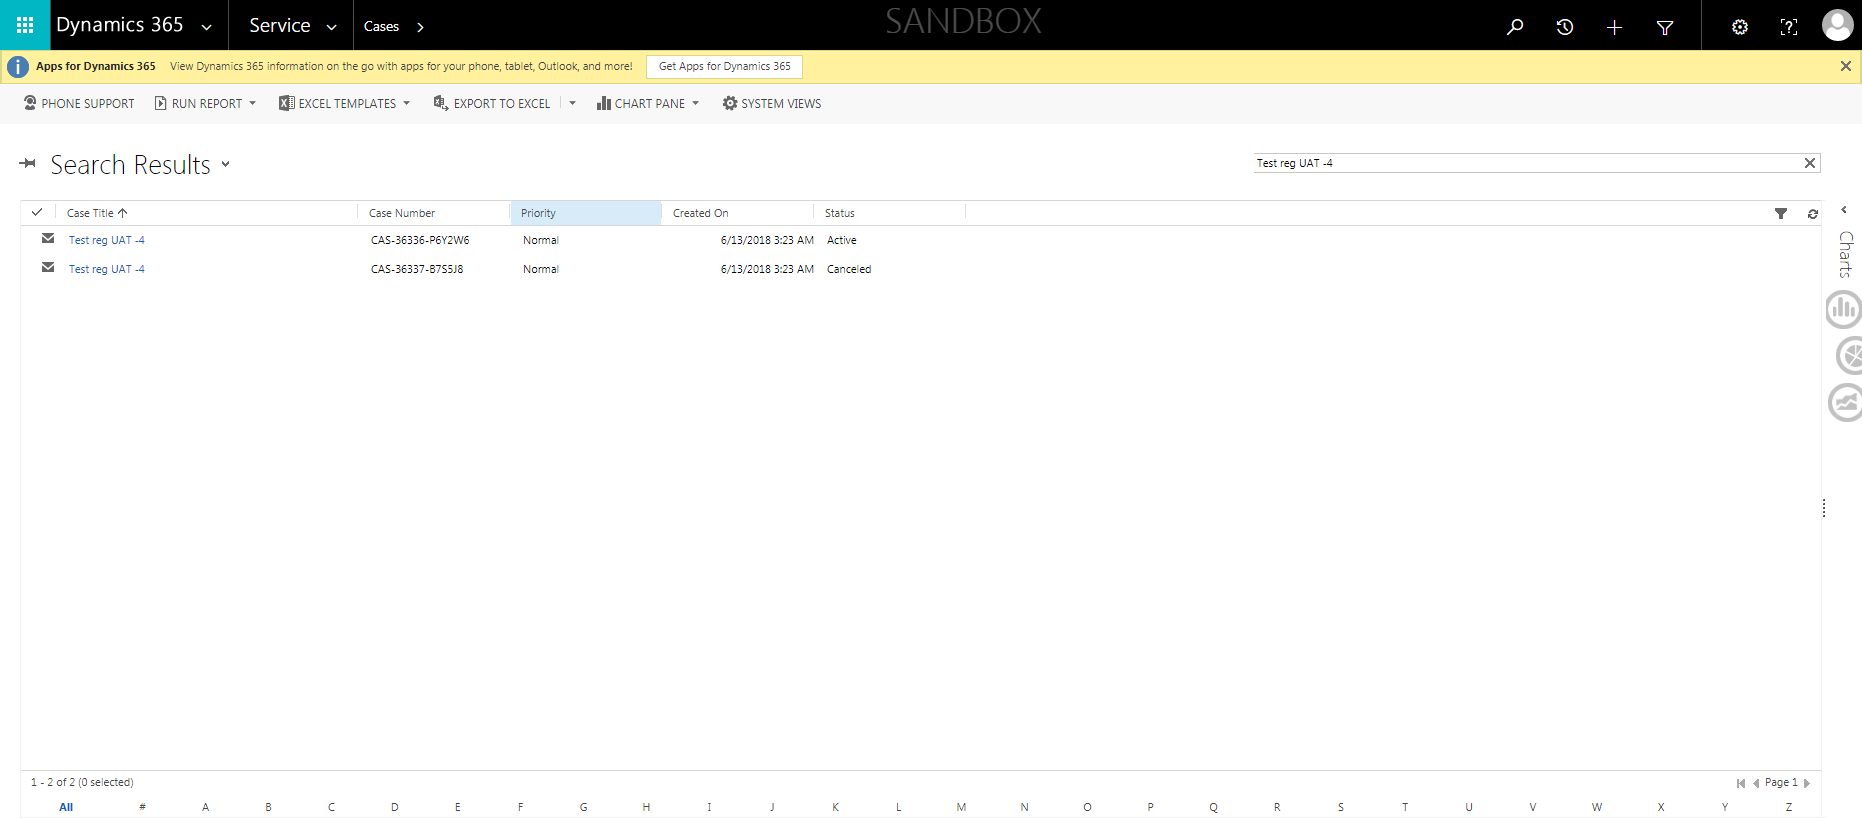 Dynamics 365 Service Cases SANDBOX
Apps for Dynamics 365 View Dynamics 365 information on the go with apps for your phone, tablet, Outlook, and more! Get Apps for Dynamics 365
PHONE SUPPORT RUN REPORT EXCEL TEMPLATES EXPORT TO EXCEL CHART PANE SYSTEM VIEWS
Search Results Test reg UAT -4
Case Title Case Number Priority Created On Status
Test reg UAT -4 CAS-36336-P6Y2W6 Normal 6/13/2018 3:23 AM Active
Test reg UAT -4 CAS-36337-B7S5J8 Normal 6/13/2018 3:23 AM Canceled
Charts
1 - 2 of 2 (0 selected) Page 1
All # A B C D E F G H I J K L M N O P Q R S T U V W X Y Z